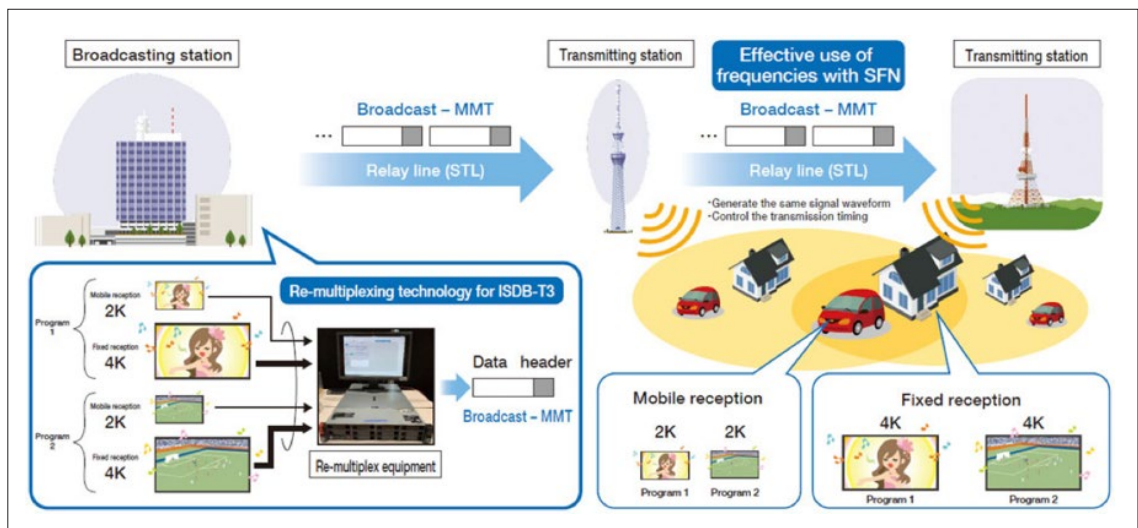 Broadcasting station
Transmitting station
Effective use of
frequencies with SFN
Transmitting station
Broadcast – MMT
...
Relay line (STL)
Broadcast – MMT
...
Relay line (STL)
･Generate the same signal waveform
･Control the transmission timing
Re-multiplexing technology for ISDB-T3
Program
1
Mobile reception
2K
Fixed reception
4K
Program
2
Mobile reception
2K
Fixed reception
4K
Re-multiplex equipment
Data header
Broadcast – MMT
Mobile reception
2K 2K
Program 1 Program 2
Fixed reception
4K 4K
Program 1 Program 2